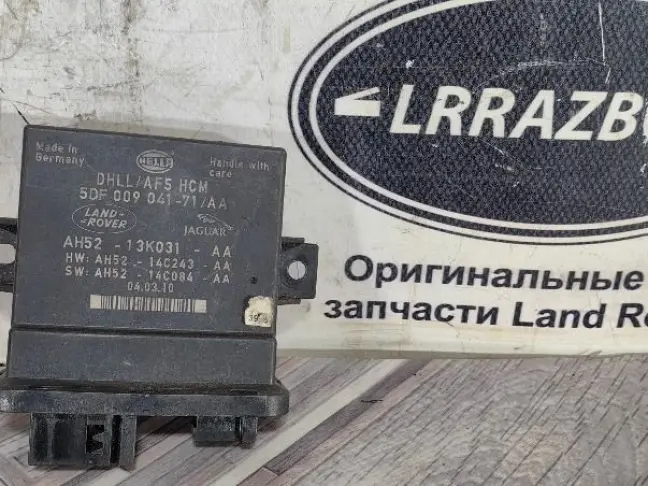 Made in
Germany
HELLA
Handle with
care
DHLL/AFS HCM
5DF 009 041-71/AA
LAND-
ROVER
JAGUAR
AH52 - 13K031 - AA
HW: AH52 - 14C243 - AA
SW: AH52 - 14C084 - AA
04.03.10
LRRAZB
Оригинальные
запчасти Land Ro